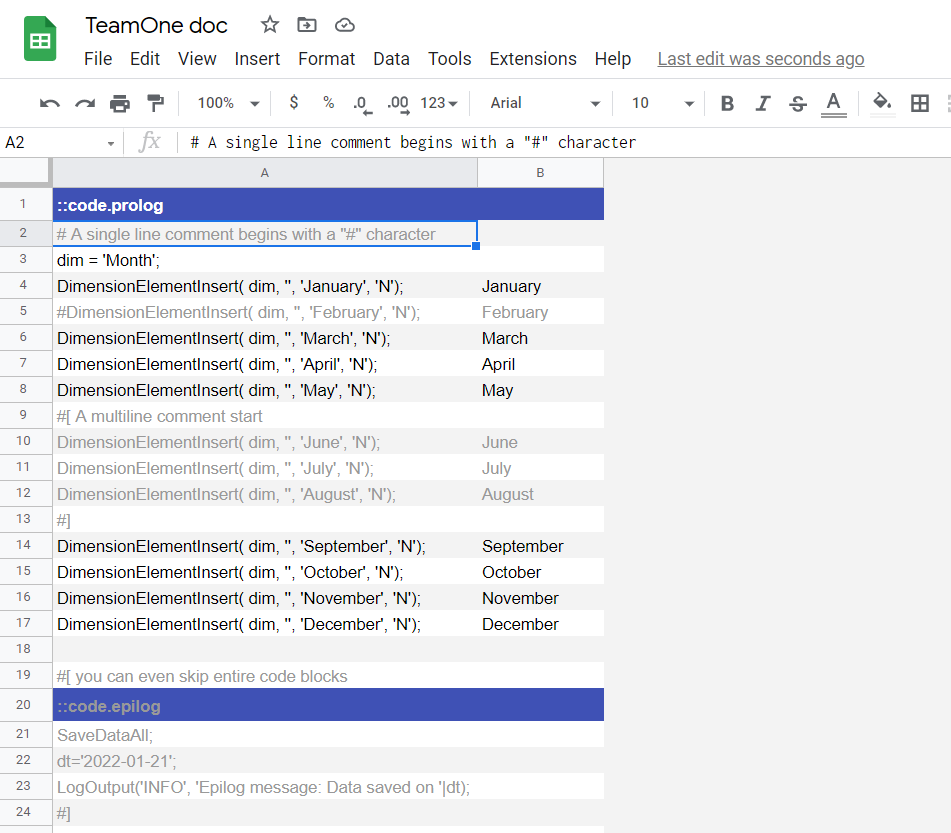 TeamOne doc
File Edit View Insert Format Data Tools Extensions Help Last edit was seconds ago
100% $ % .0 .00 123 Arial 10 B I S A
A2 fx # A single line comment begins with a "#" character
A B
1 ::code.prolog
2 # A single line comment begins with a "#" character
3 dim = 'Month';
4 DimensionElementInsert( dim, '', 'January', 'N'); January
5 #DimensionElementInsert( dim, '', 'February', 'N'); February
6 DimensionElementInsert( dim, '', 'March', 'N'); March
7 DimensionElementInsert( dim, '', 'April', 'N'); April
8 DimensionElementInsert( dim, '', 'May', 'N'); May
9 #[ A multiline comment start
10 DimensionElementInsert( dim, '', 'June', 'N'); June
11 DimensionElementInsert( dim, '', 'July', 'N'); July
12 DimensionElementInsert( dim, '', 'August', 'N'); August
13 #]
14 DimensionElementInsert( dim, '', 'September', 'N'); September
15 DimensionElementInsert( dim, '', 'October', 'N'); October
16 DimensionElementInsert( dim, '', 'November', 'N'); November
17 DimensionElementInsert( dim, '', 'December', 'N'); December
18
19 #[ you can even skip entire code blocks
20 ::code.epilog
21 SaveDataAll;
22 dt='2022-01-21';
23 LogOutput('INFO', 'Epilog message: Data saved on '|dt);
24 #]